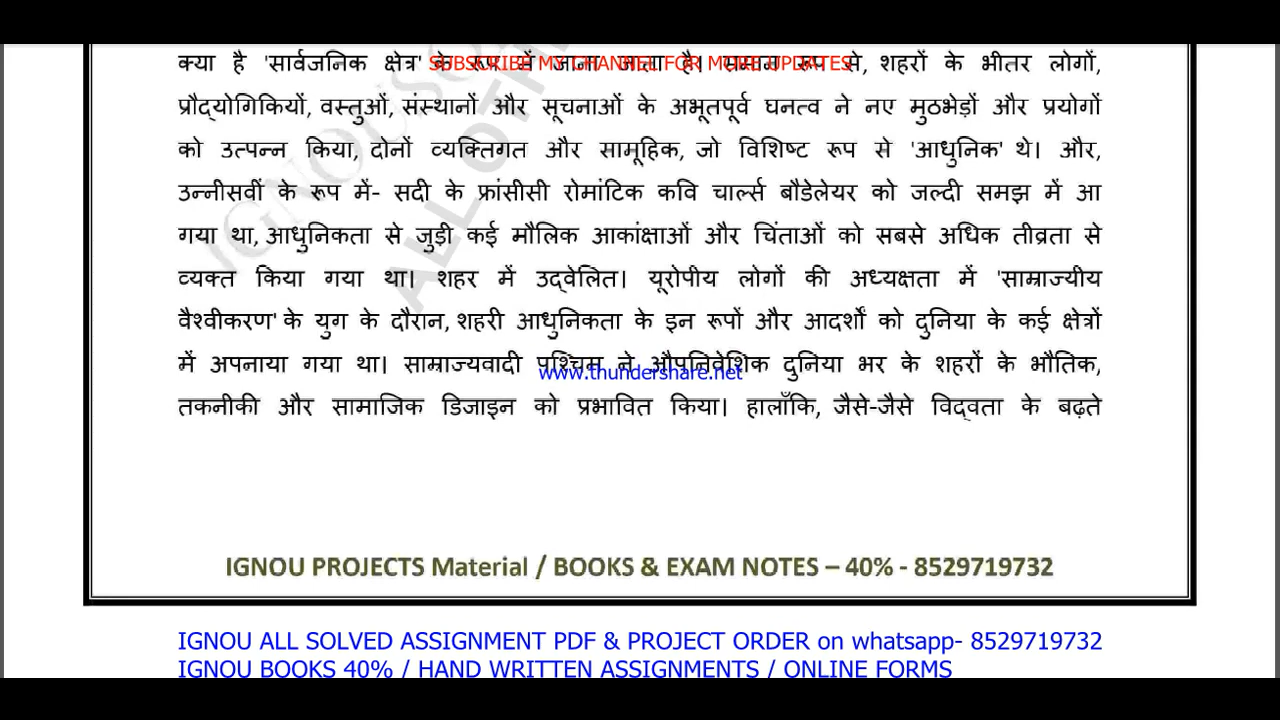 क्या है 'सार्वजनिक क्षेत्र' के रूप में जाना जाता है। समान रूप से, शहरों के भीतर लोगों,
SUBSCRIBE MY CHANNEL FOR MORE UPDATES
प्रौद्योगिकियों, वस्तुओं, संस्थानों और सूचनाओं के अभूतपूर्व घनत्व ने नए मुठभेड़ों और प्रयोगों
को उत्पन्न किया, दोनों व्यक्तिगत और सामूहिक, जो विशिष्ट रूप से 'आधुनिक' थे। और,
उन्नीसवीं के रूप में- सदी के फ्रांसीसी रोमांटिक कवि चार्ल्स बौडेलेयर को जल्दी समझ में आ
गया था, आधुनिकता से जुड़ी कई मौलिक आकांक्षाओं और चिंताओं को सबसे अधिक तीव्रता से
व्यक्त किया गया था। शहर में उद्वेलित। यूरोपीय लोगों की अध्यक्षता में 'साम्राज्यीय
वैश्वीकरण' के युग के दौरान, शहरी आधुनिकता के इन रूपों और आदर्शों को दुनिया के कई क्षेत्रों
में अपनाया गया था। साम्राज्यवादी पश्चिम ने औपनिवेशिक दुनिया भर के शहरों के भौतिक,
www.thundershare.net
तकनीकी और सामाजिक डिजाइन को प्रभावित किया। हालाँकि, जैसे-जैसे विद्वता के बढ़ते
IGNOU PROJECTS Material / BOOKS & EXAM NOTES – 40% - 8529719732
IGNOU ALL SOLVED ASSIGNMENT PDF & PROJECT ORDER on whatsapp- 8529719732
IGNOU BOOKS 40% / HAND WRITTEN ASSIGNMENTS / ONLINE FORMS